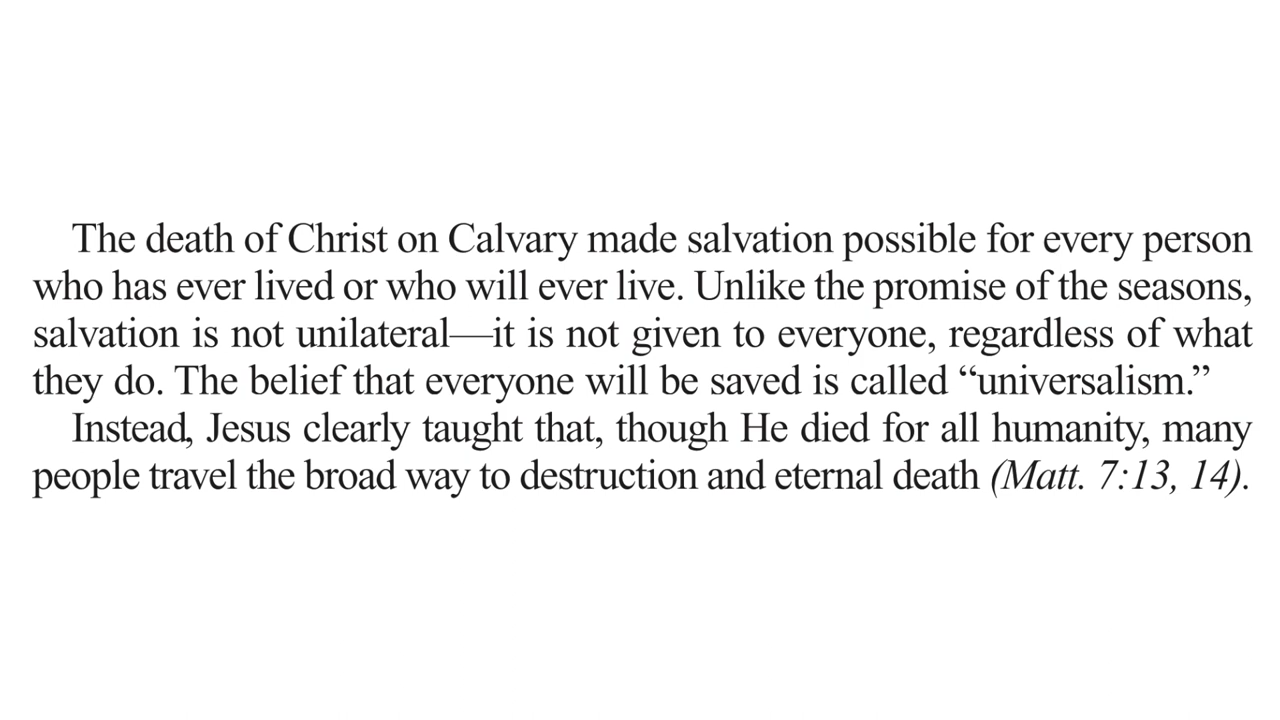 The death of Christ on Calvary made salvation possible for every person
who has ever lived or who will ever live. Unlike the promise of the seasons,
salvation is not unilateral—it is not given to everyone, regardless of what
they do. The belief that everyone will be saved is called “universalism.”
Instead, Jesus clearly taught that, though He died for all humanity, many
people travel the broad way to destruction and eternal death (Matt. 7:13, 14).